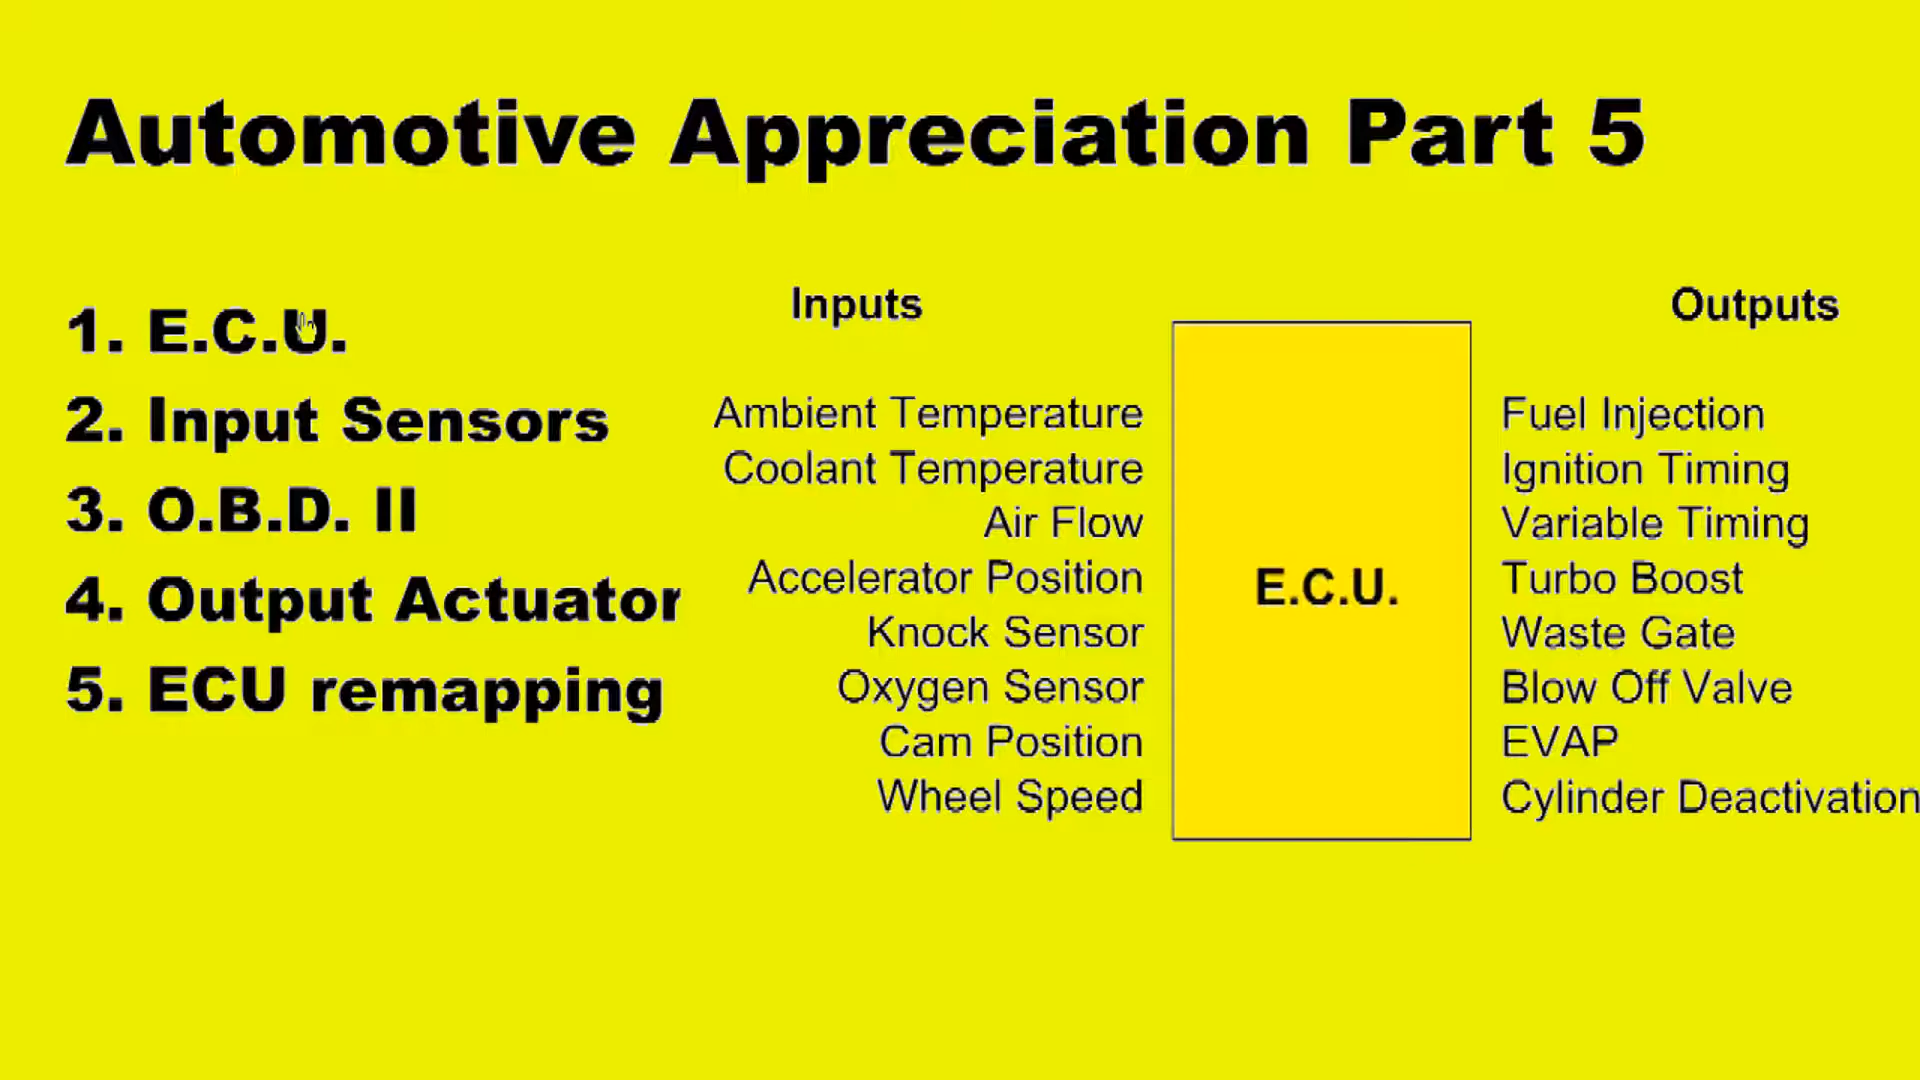 Automotive Appreciation Part 5
1. E.C.U.
2. Input Sensors
3. O.B.D. II
4. Output Actuator
5. ECU remapping
Inputs
Ambient Temperature
Coolant Temperature
Air Flow
Accelerator Position
Knock Sensor
Oxygen Sensor
Cam Position
Wheel Speed
E.C.U.
Outputs
Fuel Injection
Ignition Timing
Variable Timing
Turbo Boost
Waste Gate
Blow Off Valve
EVAP
Cylinder Deactivation